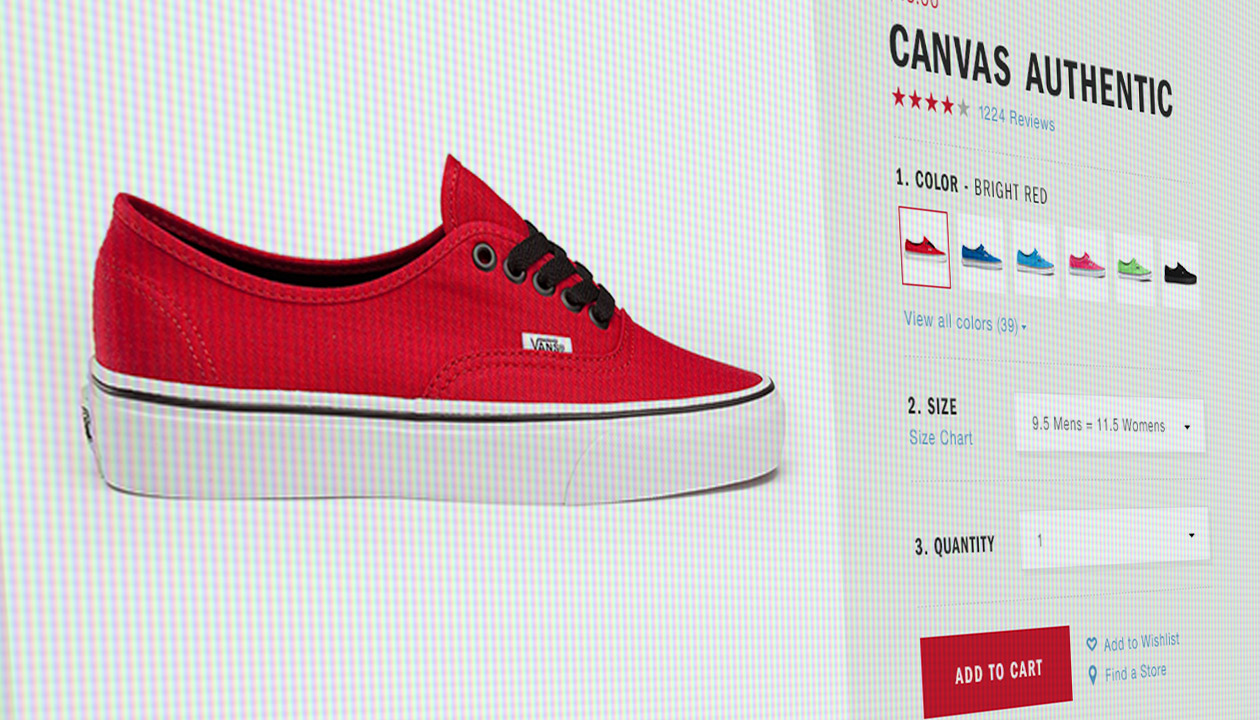 CANVAS AUTHENTIC
1224 Reviews
1. COLOR - BRIGHT RED
View all colors (39)
VANS
2. SIZE
Size Chart
9.5 Mens = 11.5 Womens
3. QUANTITY
1
ADD TO CART
Add to Wishlist
Find a Store